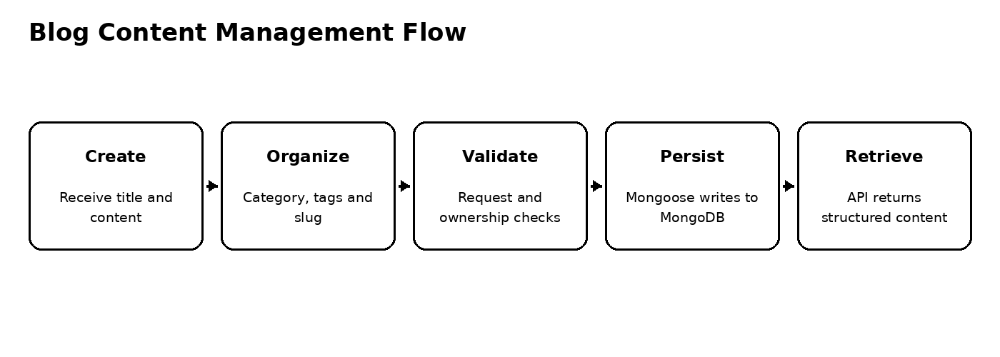 Blog Content Management Flow
Create
Receive title and
content
Organize
Category, tags and
slug
Validate
Request and
ownership checks
Persist
Mongoose writes to
MongoDB
Retrieve
API returns
structured content